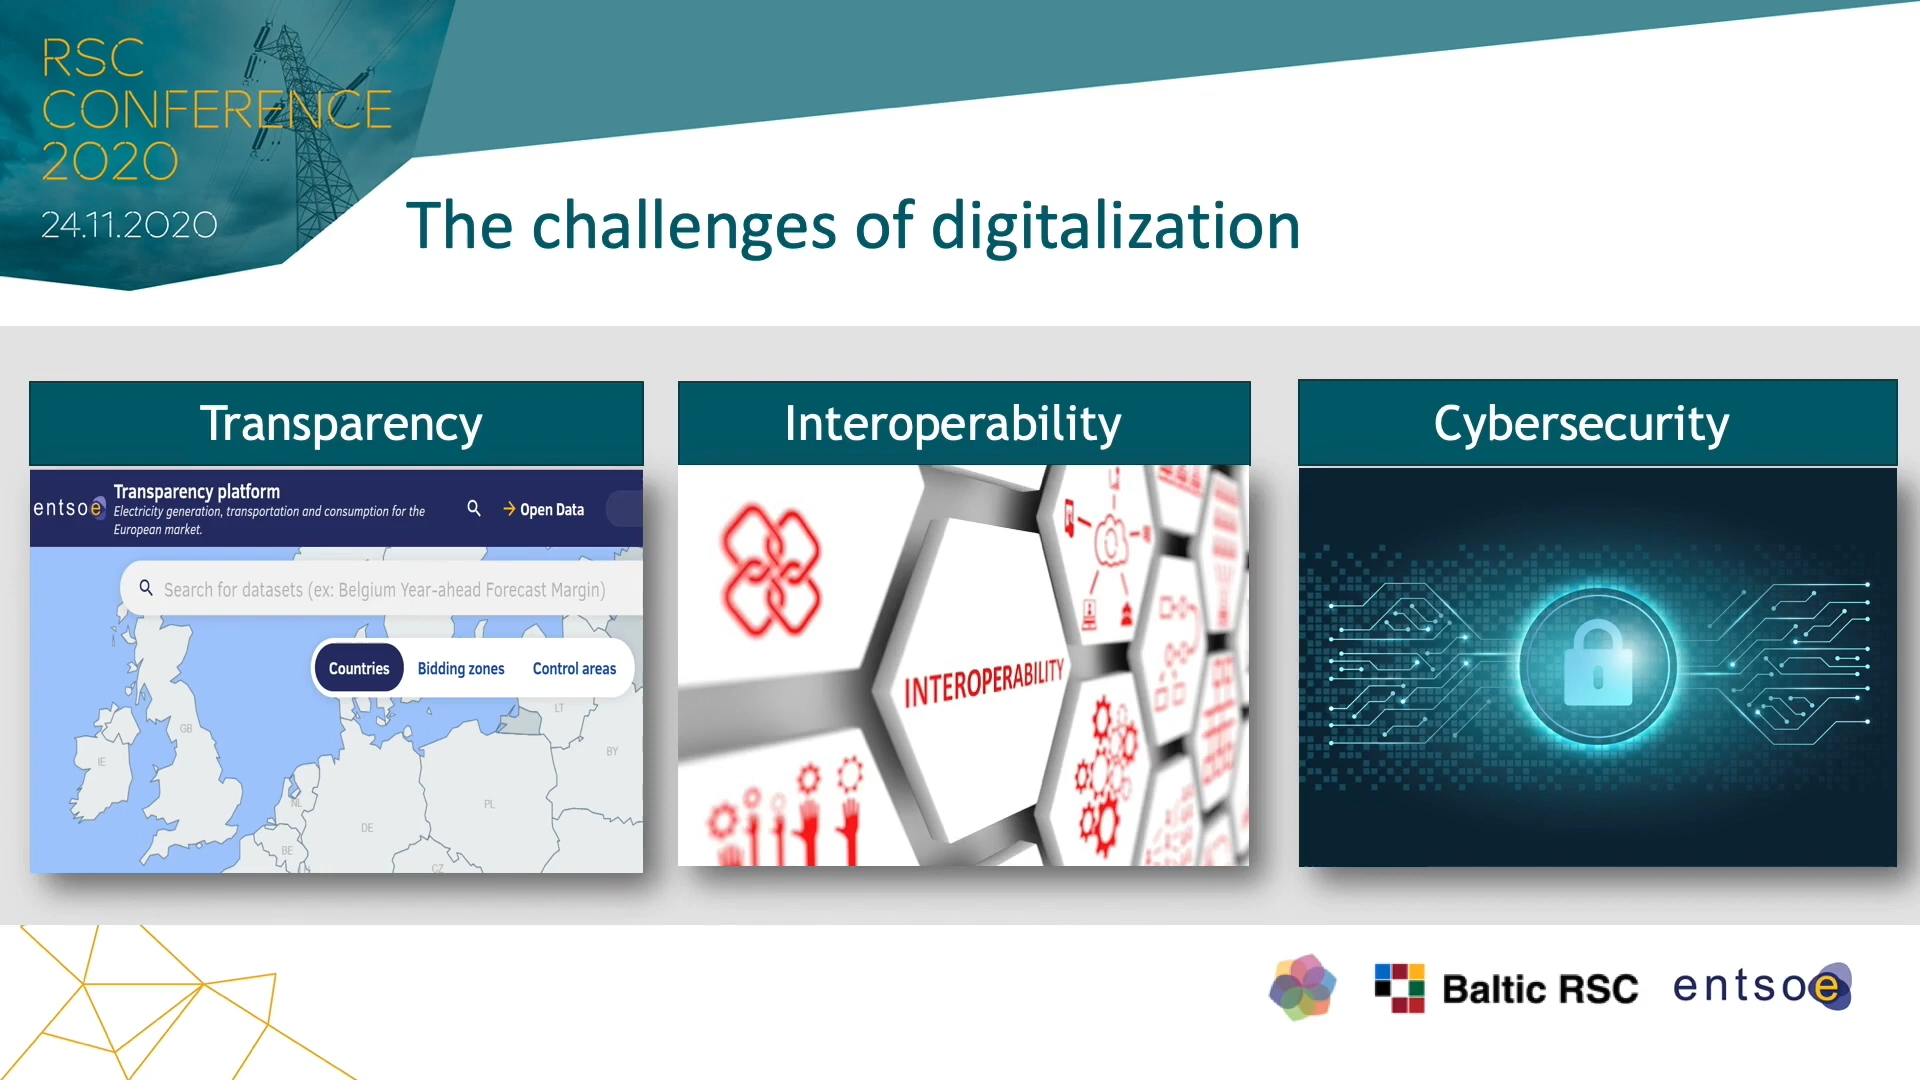 RSC
CONFERENCE
2020
24.11.2020
The challenges of digitalization
Transparency
entsoe
Transparency platform
Electricity generation, transportation and consumption for the
European market.
Open Data
Search for datasets (ex: Belgium Year-ahead Forecast Margin)
Countries
Bidding zones
Control areas
LT
GB
BY
IE
NL
PL
DE
BE
CZ
Interoperability
INTEROPERABILITY
Cybersecurity
Baltic RSC
entsoe